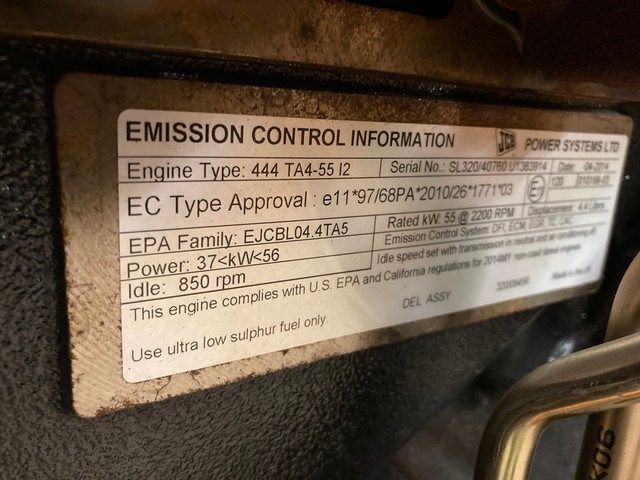 EMISSION CONTROL INFORMATION JCB POWER SYSTEMS LTD
Engine Type: 444 TA4-55 I2 Serial No.: SL320/40760 U1363914 Date: -04-2014
EC Type Approval : e11*97/68PA*2010/26*1771*03 120
EPA Family: EJCBL04.4TA5 Rated kW: 55 @ 2200 RPM Displacement: 4.4 Liters
Power: 37<kW<56 Emission Control System: DFI, ECM, EGR, TC, CAC.
Idle: 850 rpm Idle speed set with transmission in neutral and air conditioning off.
This engine complies with U.S. EPA and California regulations for 2014MY non-road diesel engines.
Use ultra low sulphur fuel only. DEL ASSY Made in the UK
K06